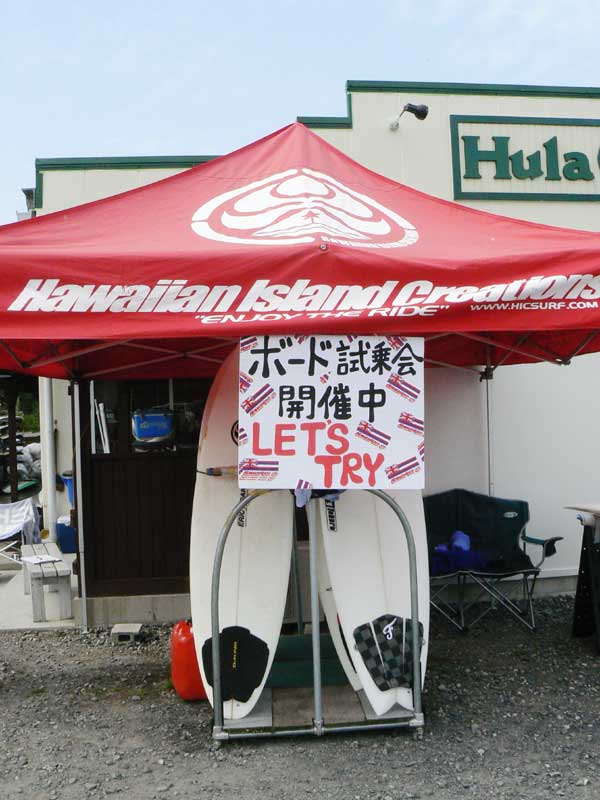 Hula
Hawaiian Island Creations
"ENJOY THE RIDE"
WWW.HICSURF.COM
ボード試乗会
開催中
LET'S
TRY